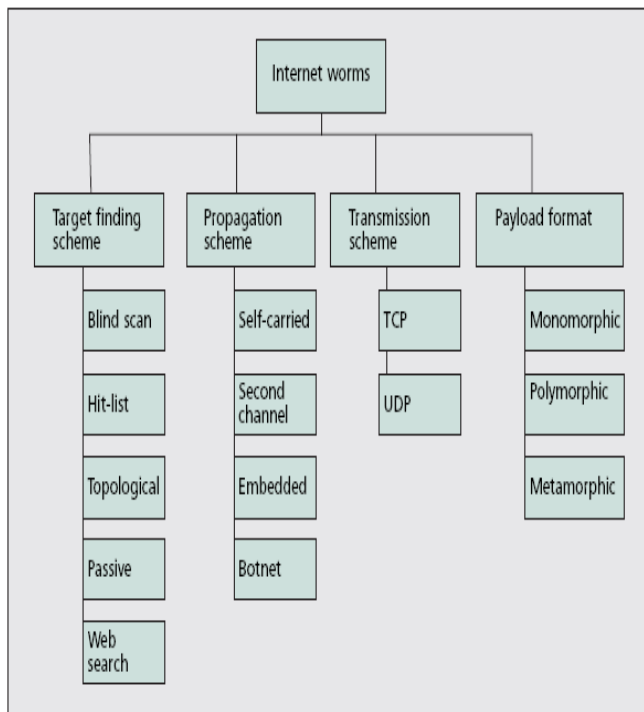 Internet worms
Target finding
scheme
Blind scan
Hit-list
Topological
Passive
Web
search
Propagation
scheme
Self-carried
Second
channel
Embedded
Botnet
Transmission
scheme
TCP
UDP
Payload format
Monomorphic
Polymorphic
Metamorphic